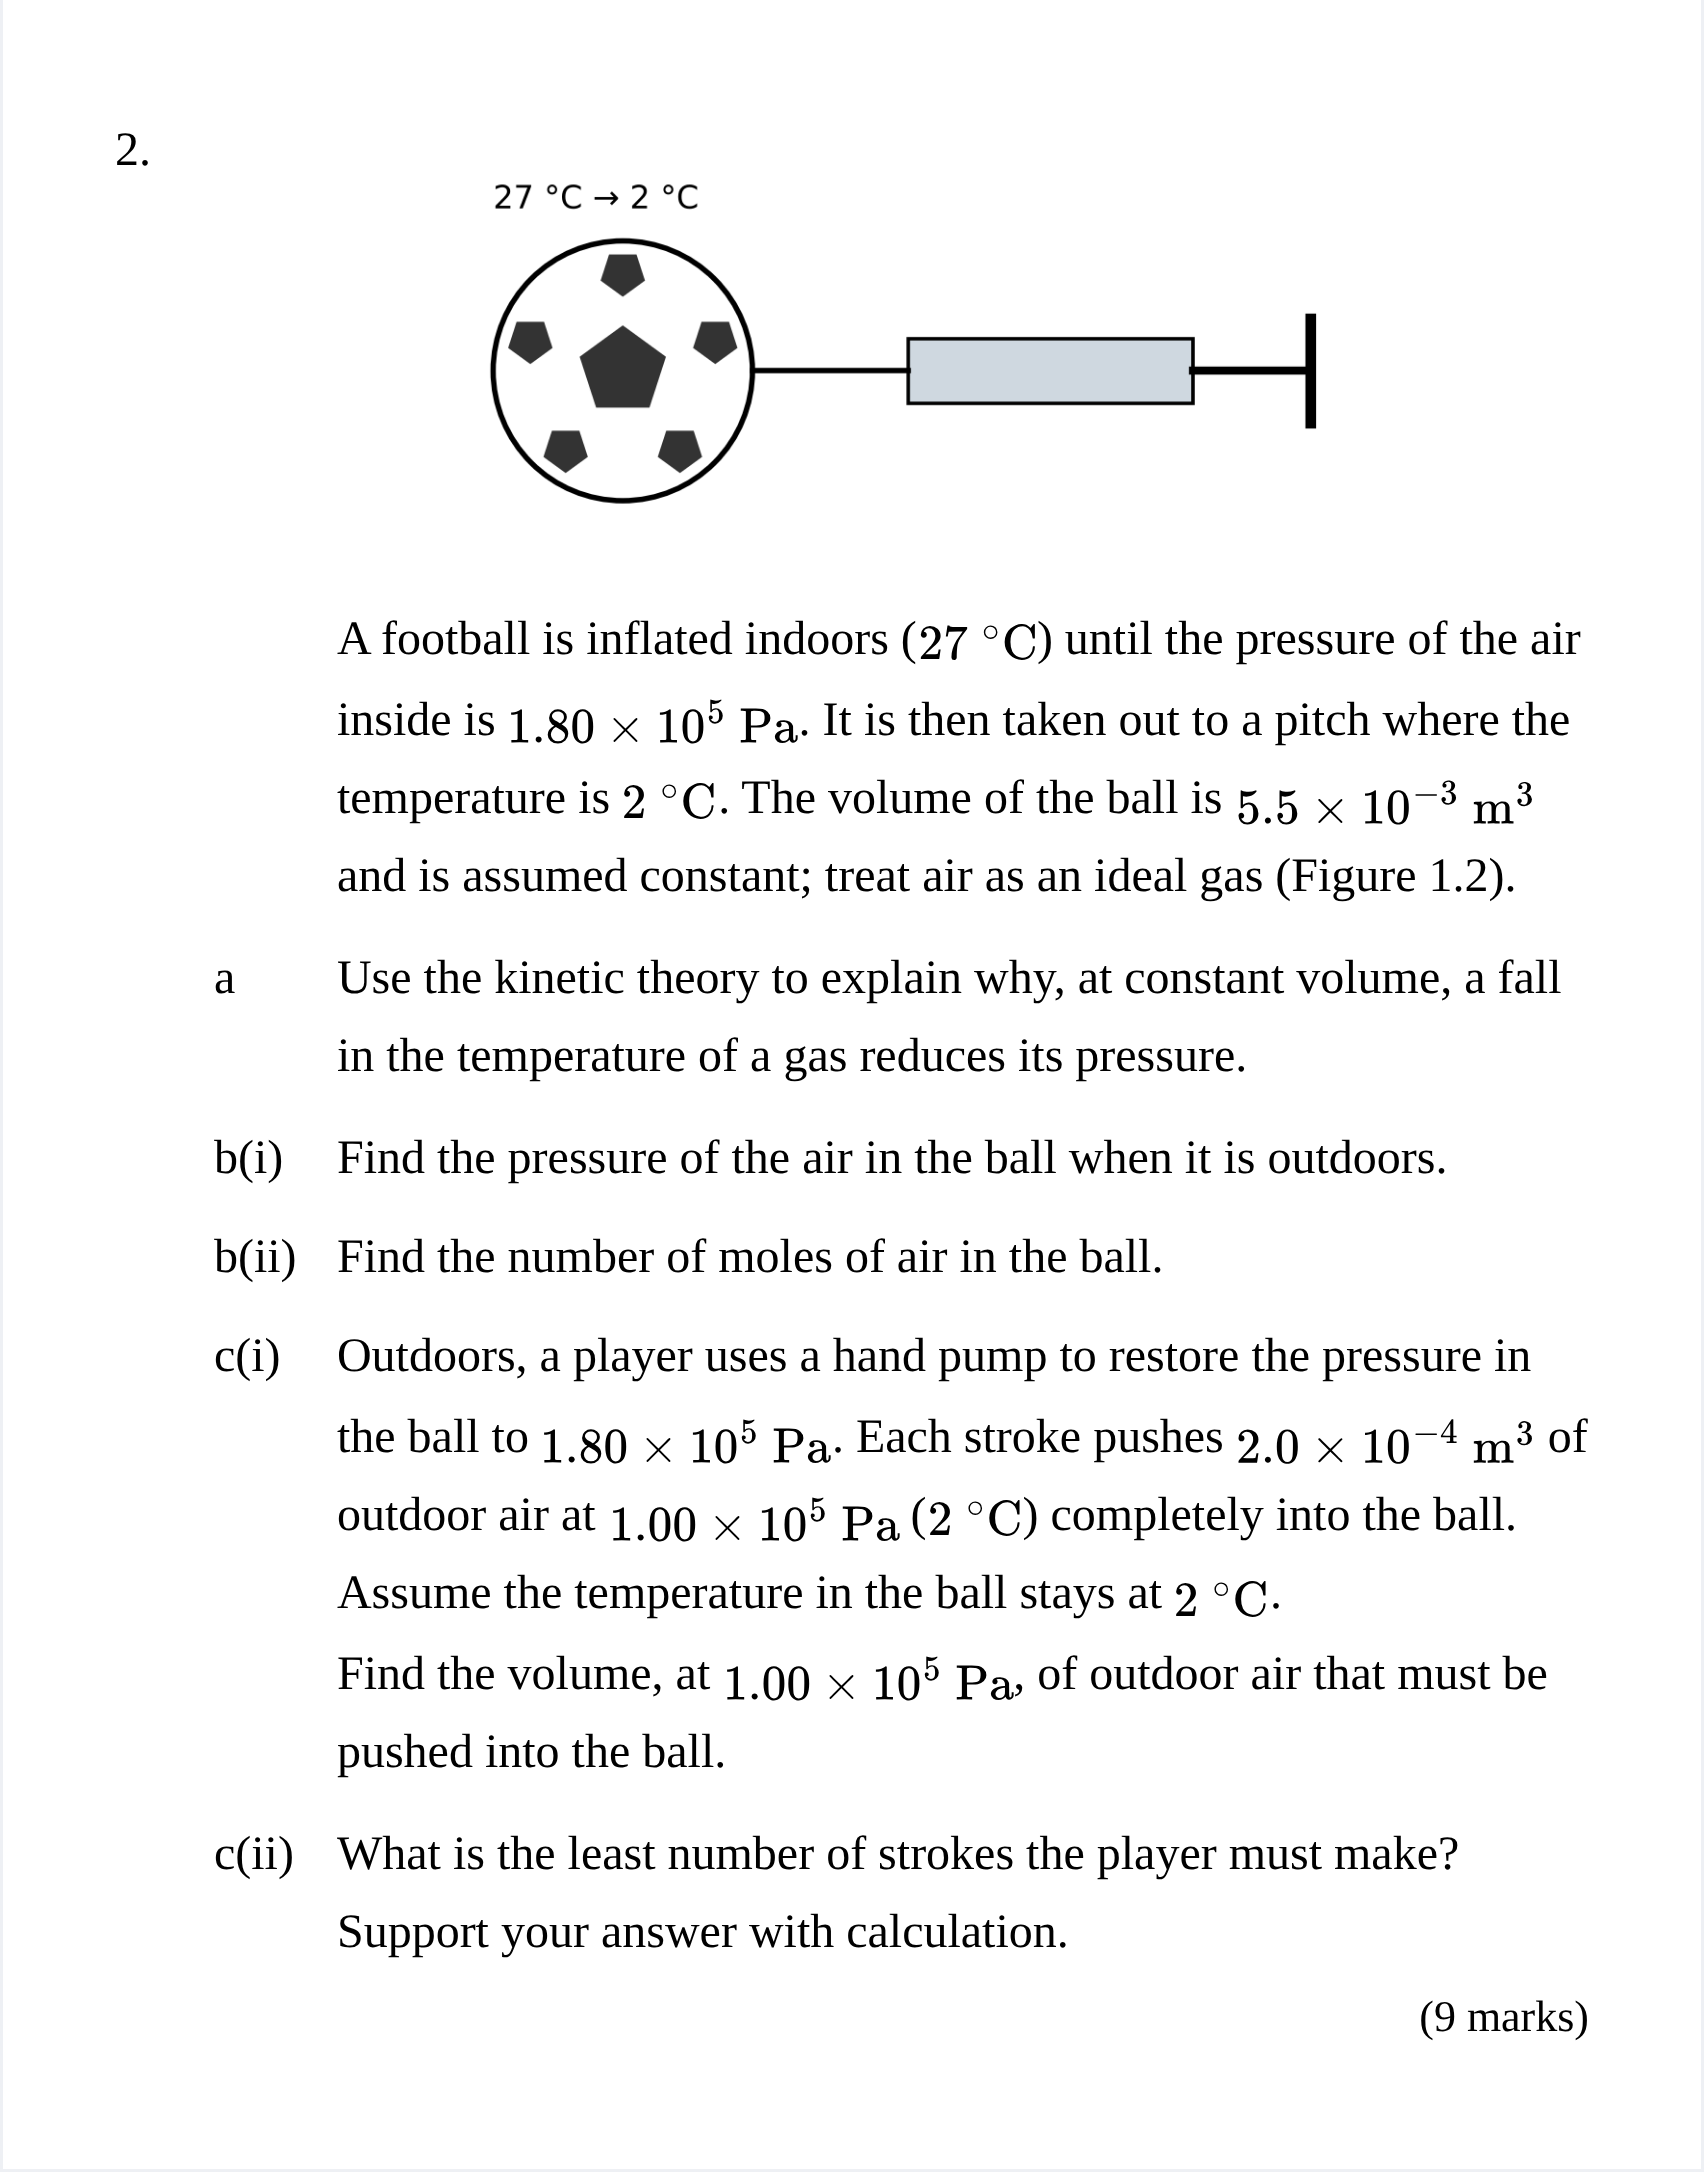 2.
27 °C → 2 °C
A football is inflated indoors (27 °C) until the pressure of the air
inside is 1.80 × 10⁵ Pa. It is then taken out to a pitch where the
temperature is 2 °C. The volume of the ball is 5.5 × 10⁻³ m³
and is assumed constant; treat air as an ideal gas (Figure 1.2).
a Use the kinetic theory to explain why, at constant volume, a fall
in the temperature of a gas reduces its pressure.
b(i) Find the pressure of the air in the ball when it is outdoors.
b(ii) Find the number of moles of air in the ball.
c(i) Outdoors, a player uses a hand pump to restore the pressure in
the ball to 1.80 × 10⁵ Pa. Each stroke pushes 2.0 × 10⁻⁴ m³ of
outdoor air at 1.00 × 10⁵ Pa (2 °C) completely into the ball.
Assume the temperature in the ball stays at 2 °C.
Find the volume, at 1.00 × 10⁵ Pa, of outdoor air that must be
pushed into the ball.
c(ii) What is the least number of strokes the player must make?
Support your answer with calculation.
(9 marks)